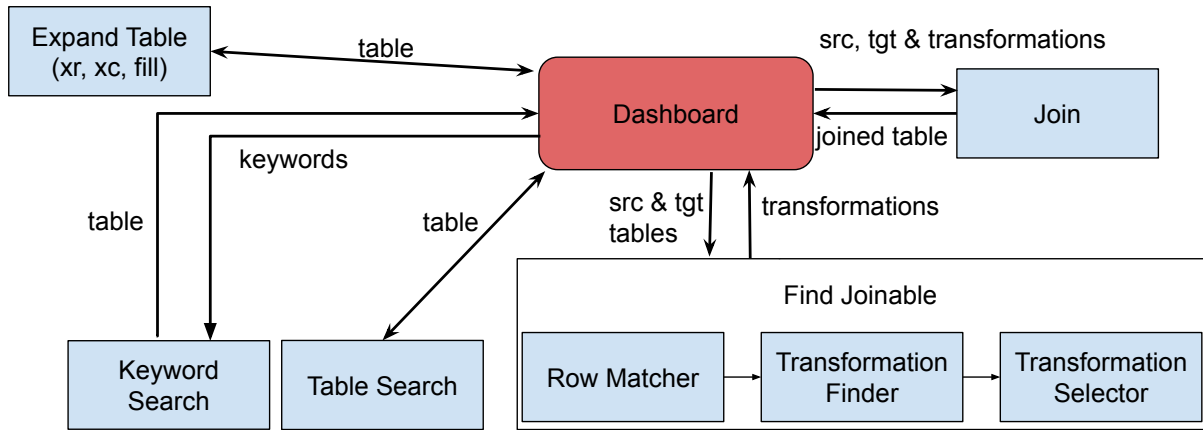 Expand Table
(xr, xc, fill)
table
src, tgt & transformations
Dashboard
Join
joined table
keywords
table
table
src & tgt
tables
transformations
Find Joinable
Keyword
Search
Table Search
Row Matcher
Transformation
Finder
Transformation
Selector